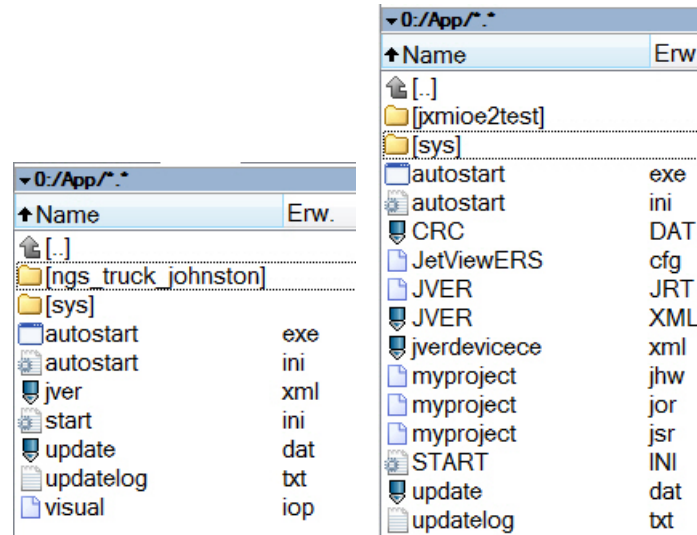 0:/App/*.*
Name Erw.
[..]
[ngs_truck_johnston]
[sys]
autostart exe
autostart ini
jver xml
start ini
update dat
updatelog txt
visual iop
0:/App/*.*
Name Erw
[..]
[jxmioe2test]
[sys]
autostart exe
autostart ini
CRC DAT
JetViewERS cfg
JVER JRT
JVER XML
jverdevicece xml
myproject jhw
myproject jor
myproject jsr
START INI
update dat
updatelog txt